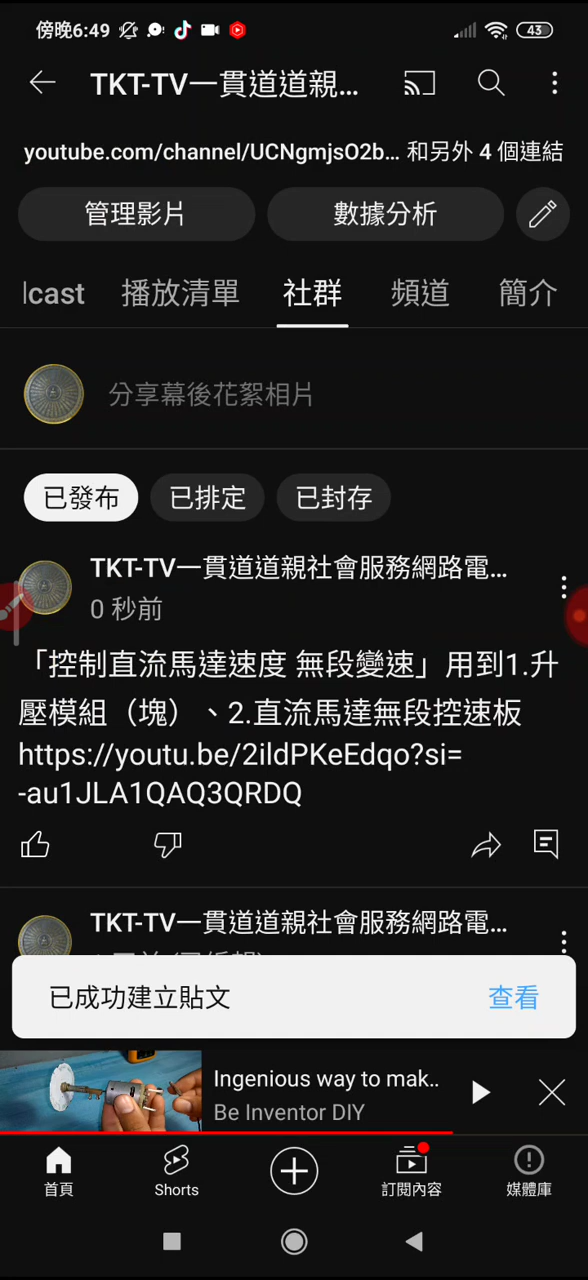 傍晚6:49
43
TKT-TV一貫道道親...
youtube.com/channel/UCNgmjsO2b... 和另外 4 個連結
管理影片
數據分析
lcast
播放清單
社群
頻道
簡介
分享幕後花絮相片
已發布
已排定
已封存
TKT-TV一貫道道親社會服務網路電...
0 秒前
「控制直流馬達速度 無段變速」用到1.升
壓模組（塊）、2.直流馬達無段控速板
https://youtu.be/2ildPKeEdqo?si=
-au1JLA1QAQ3QRDQ
TKT-TV一貫道道親社會服務網路電...
已成功建立貼文
查看
Ingenious way to mak..
Be Inventor DIY
首頁
Shorts
訂閱內容
媒體庫